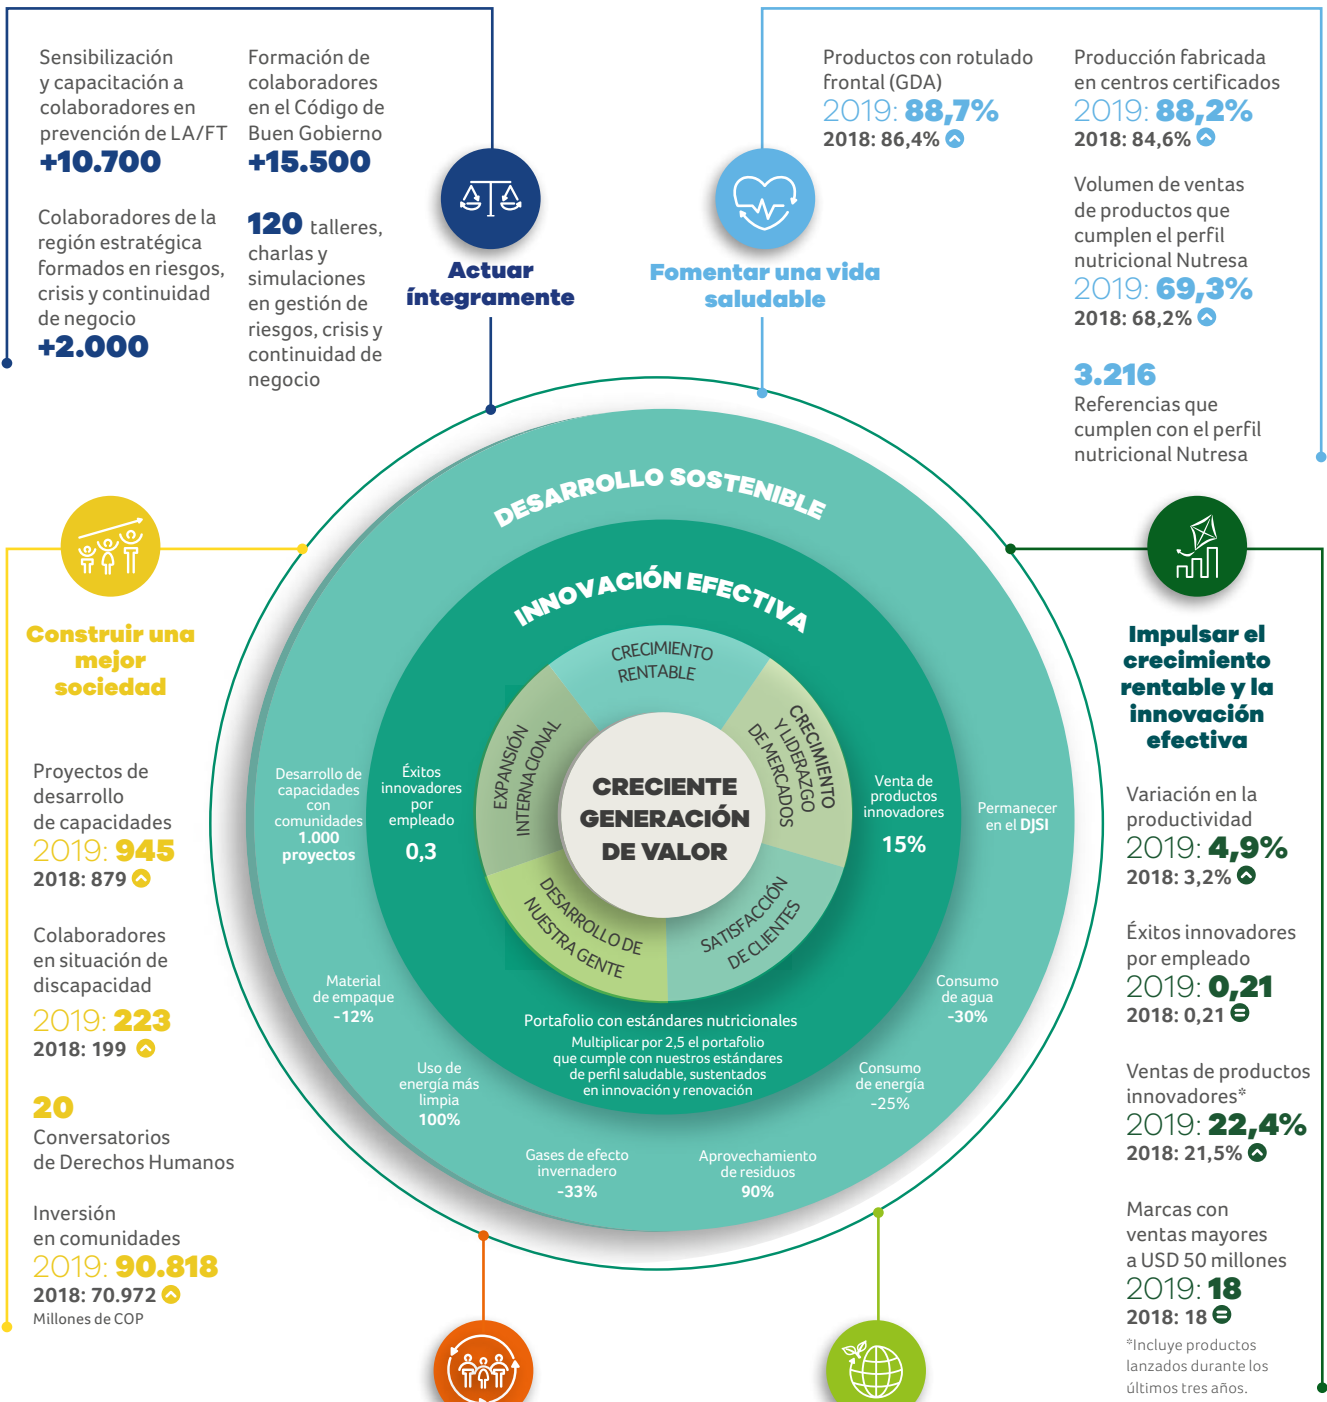 Sensibilización
y capacitación a
colaboradores en
prevención de LA/FT
+10.700
Formación de
colaboradores
en el Código de
Buen Gobierno
+15.500
Colaboradores de la
región estratégica
formados en riesgos,
crisis y continuidad
de negocio
+2.000
120 talleres,
charlas y
simulaciones
en gestión de
riesgos, crisis y
continuidad de
negocio
Actuar
íntegramente
Fomentar una vida
saludable
Productos con rotulado
frontal (GDA)
2019: 88,7%
2018: 86,4%
Producción fabricada
en centros certificados
2019: 88,2%
2018: 84,6%
Volumen de ventas
de productos que
cumplen el perfil
nutricional Nutresa
2019: 69,3%
2018: 68,2%
3.216
Referencias que
cumplen con el perfil
nutricional Nutresa
Construir una
mejor
sociedad
Proyectos de
desarrollo
de capacidades
2019: 945
2018: 879
Colaboradores
en situación de
discapacidad
2019: 223
2018: 199
20
Conversatorios
de Derechos Humanos
Inversión
en comunidades
2019: 90.818
2018: 70.972
Millones de COP
DESARROLLO SOSTENIBLE
INNOVACIÓN EFECTIVA
CRECIMIENTO
RENTABLE
EXPANSIÓN
INTERNACIONAL
CRECIMIENTO
Y LIDERAZGO
DE MERCADOS
CRECIENTE
GENERACIÓN
DE VALOR
DESARROLLO DE
NUESTRA GENTE
SATISFACCIÓN
DE CLIENTES
Desarrollo de
capacidades
con
comunidades
1.000
proyectos
Éxitos
innovadores
por
empleado
0,3
Venta de
productos
innovadores
15%
Permanecer
en el DJSI
Material
de empaque
-12%
Portafolio con estándares nutricionales
Multiplicar por 2,5 el portafolio
que cumple con nuestros estándares
de perfil saludable, sustentados
en innovación y renovación
Consumo
de agua
-30%
Uso de
energía más
limpia
100%
Consumo
de energía
-25%
Gases de efecto
invernadero
-33%
Aprovechamiento
de residuos
90%
Impulsar el
crecimiento
rentable y la
innovación
efectiva
Variación en la
productividad
2019: 4,9%
2018: 3,2%
Éxitos innovadores
por empleado
2019: 0,21
2018: 0,21
Ventas de productos
innovadores*
2019: 22,4%
2018: 21,5%
Marcas con
ventas mayores
a USD 50 millones
2019: 18
2018: 18
*Incluye productos
lanzados durante los
últimos tres años.